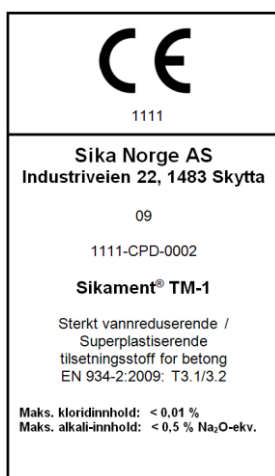 CE
1111
Sika Norge AS
Industriveien 22, 1483 Skytta
09
1111-CPD-0002
Sikament® TM-1
Sterkt vannreduserende /
Superplastiserende
tilsetningsstoff for betong
EN 934-2:2009: T3.1/3.2
Maks. kloridinnhold: < 0,01 %
Maks. alkali-innhold: < 0,5 % Na₂O-ekv.